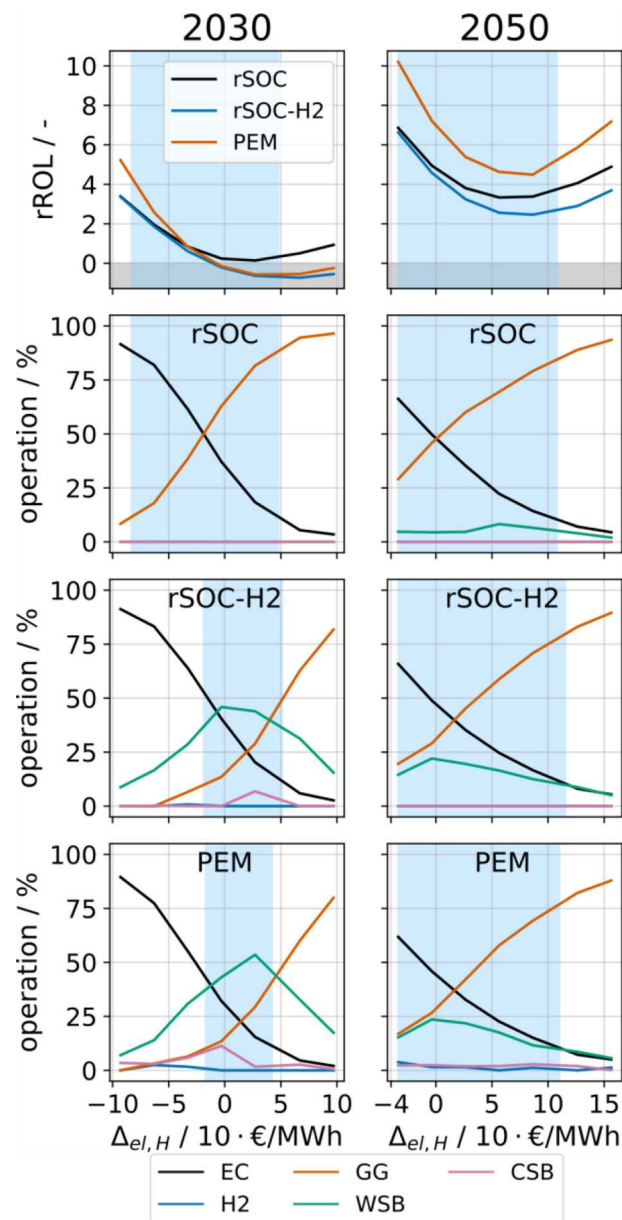 2030 2050
rROL / -
10
8
6
4
2
0
rSOC
rSOC-H2
PEM
operation / %
100
75
50
25
0
rSOC
rSOC
operation / %
100
75
50
25
0
rSOC-H2
rSOC-H2
operation / %
100
75
50
25
0
PEM
PEM
−10 −5 0 5 10
−4 0 5 10 15
Δel,H / 10 · €/MWh Δel,H / 10 · €/MWh
EC GG CSB
H2 WSB